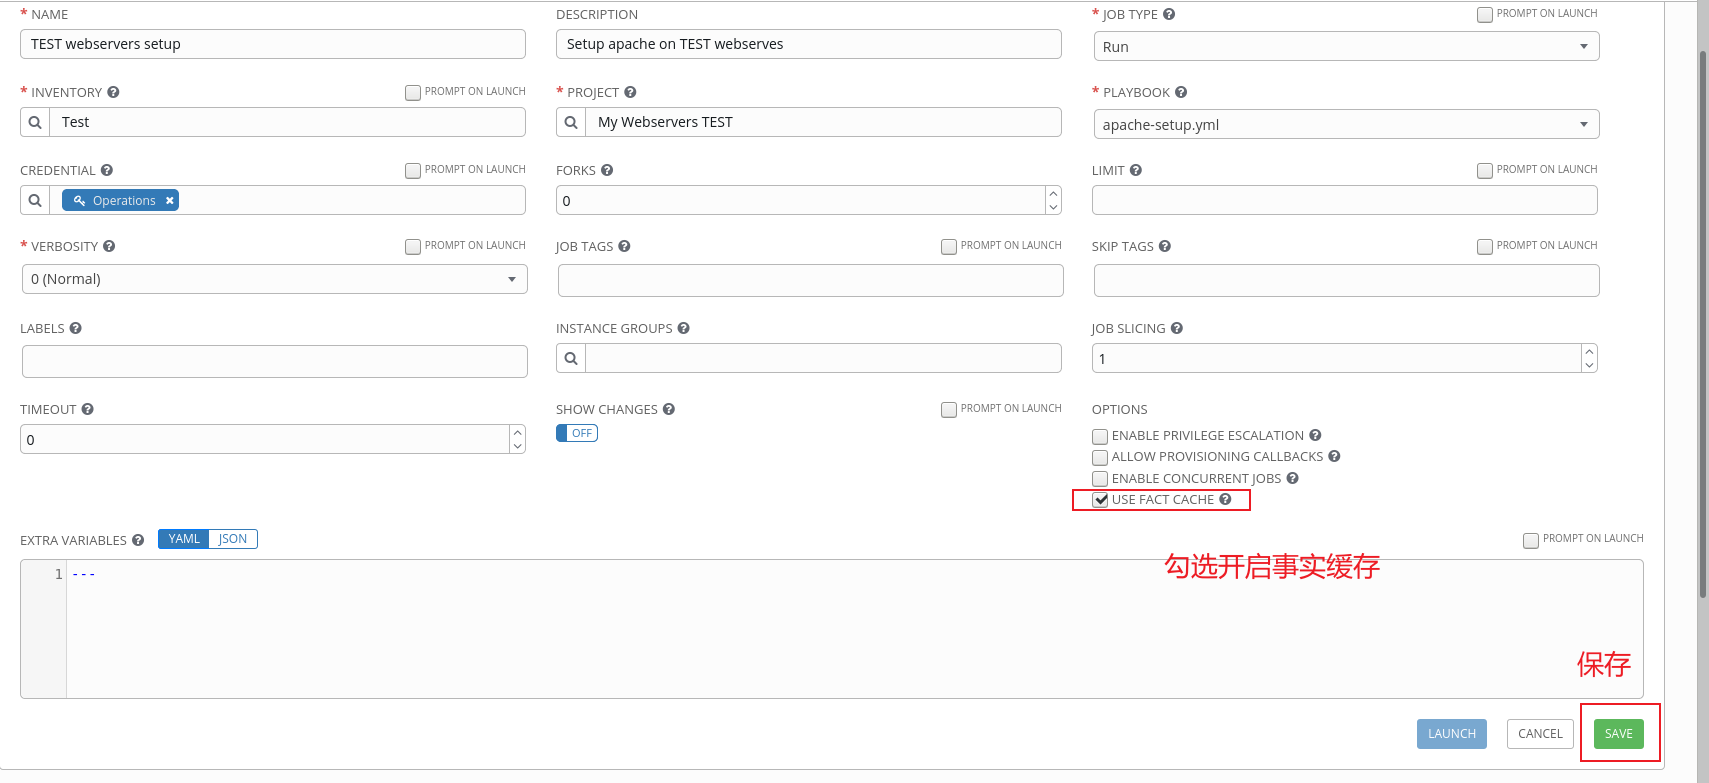 * NAME
DESCRIPTION
* JOB TYPE
PROMPT ON LAUNCH
TEST webservers setup
Setup apache on TEST webserves
Run
* INVENTORY
PROMPT ON LAUNCH
* PROJECT
* PLAYBOOK
Test
My Webservers TEST
apache-setup.yml
CREDENTIAL
PROMPT ON LAUNCH
FORKS
LIMIT
PROMPT ON LAUNCH
Operations
0
* VERBOSITY
PROMPT ON LAUNCH
JOB TAGS
PROMPT ON LAUNCH
SKIP TAGS
PROMPT ON LAUNCH
0 (Normal)
LABELS
INSTANCE GROUPS
JOB SLICING
1
TIMEOUT
SHOW CHANGES
PROMPT ON LAUNCH
OPTIONS
0
OFF
ENABLE PRIVILEGE ESCALATION
ALLOW PROVISIONING CALLBACKS
ENABLE CONCURRENT JOBS
USE FACT CACHE
EXTRA VARIABLES
YAML
JSON
PROMPT ON LAUNCH
勾选开启事实缓存
1
---
保存
LAUNCH
CANCEL
SAVE